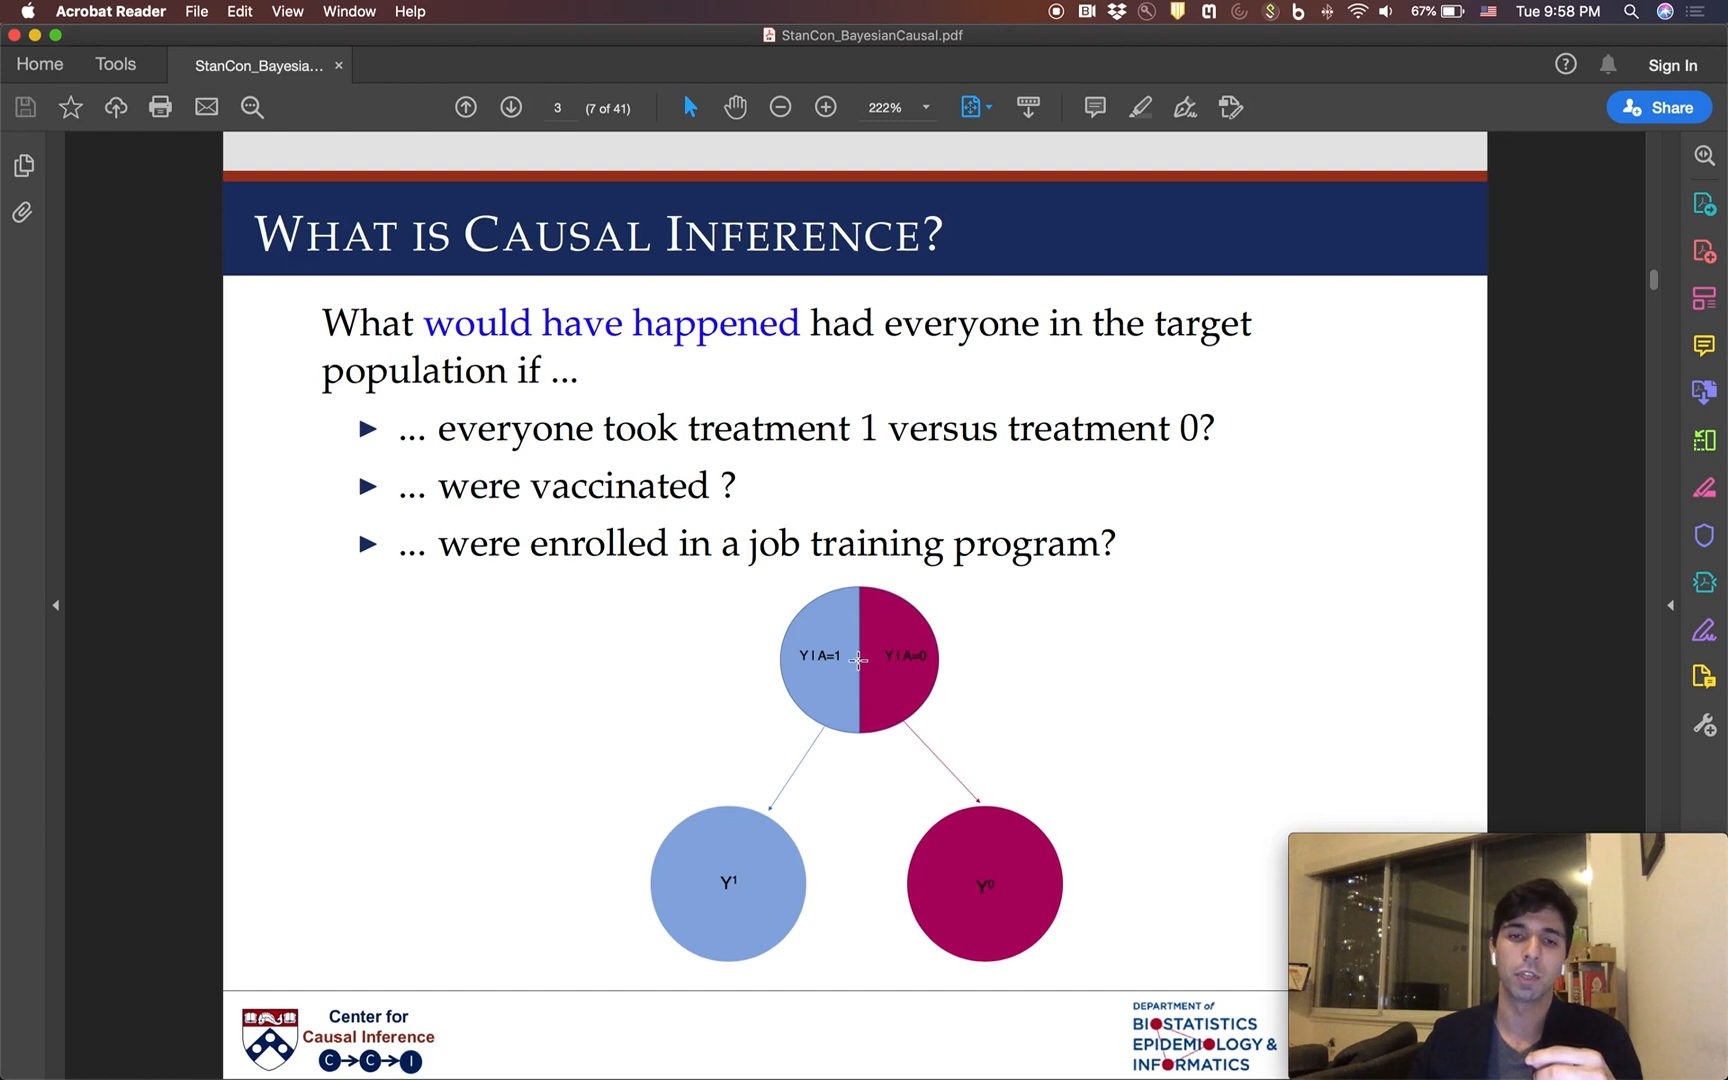 Acrobat Reader File Edit View Window Help
67% Tue 9:58 PM
StanCon_BayesianCausal.pdf
Home Tools StanCon_Bayesia... × Sign In
3 (7 of 41) 222% Share
WHAT IS CAUSAL INFERENCE?
What would have happened had everyone in the target
population if ...
... everyone took treatment 1 versus treatment 0?
... were vaccinated ?
... were enrolled in a job training program?
Y | A=1 Y | A=0
Y¹ Y⁰
Center for
Causal Inference
C C I
DEPARTMENT of
BIOSTATISTICS
EPIDEMIOLOGY &
INFORMATICS